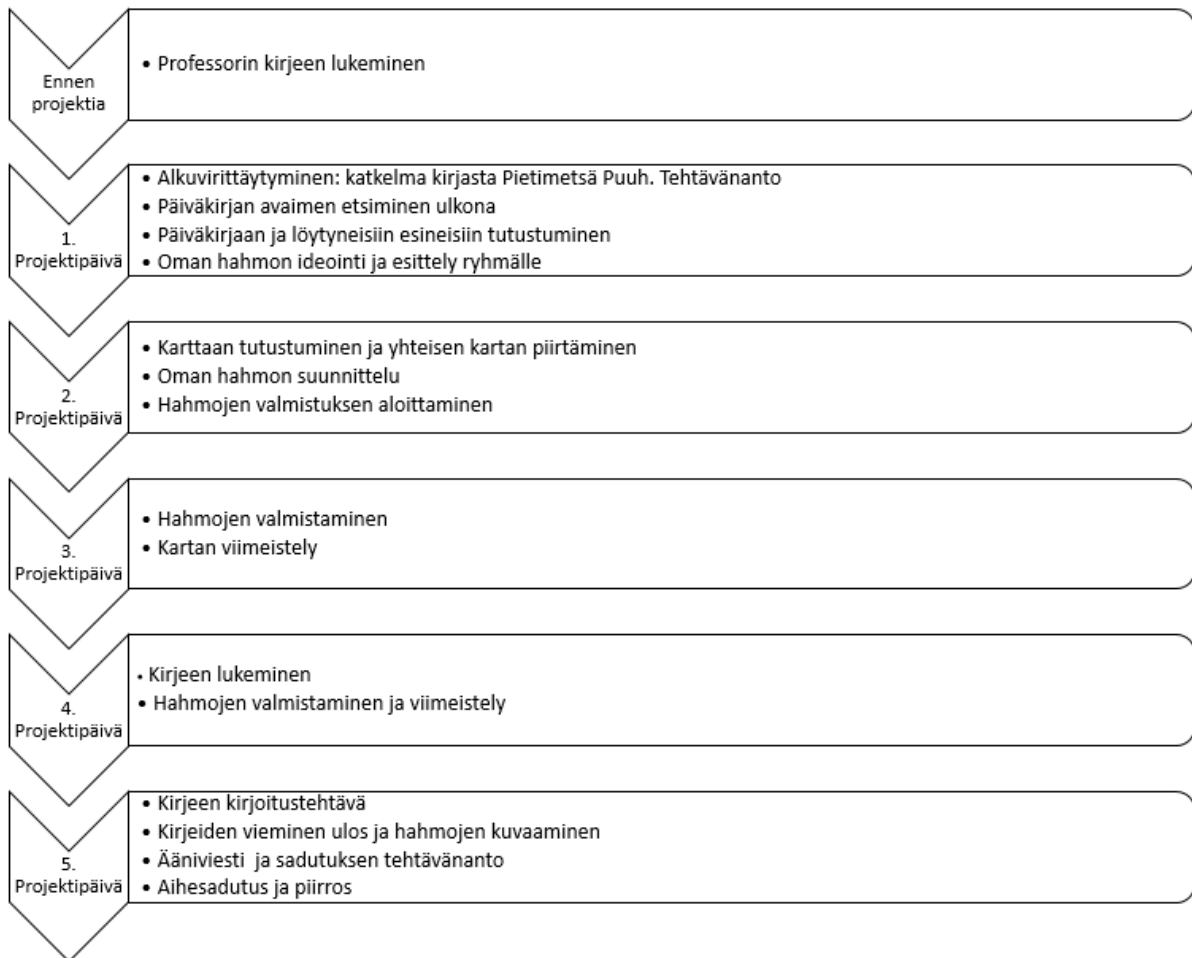 Ennen
projektia
• Professorin kirjeen lukeminen
1.
Projektipäivä
• Alkuvirittäytyminen: katkelma kirjasta Pietimetsä Puuh. Tehtävänanto
• Päiväkirjan avaimen etsiminen ulkona
• Päiväkirjaan ja löytyneisiin esineisiin tutustuminen
• Oman hahmon ideointi ja esittely ryhmälle
2.
Projektipäivä
• Karttaan tutustuminen ja yhteisen kartan piirtäminen
• Oman hahmon suunnittelu
• Hahmojen valmistuksen aloittaminen
3.
Projektipäivä
• Hahmojen valmistaminen
• Kartan viimeistely
4.
Projektipäivä
• Kirjeen lukeminen
• Hahmojen valmistaminen ja viimeistely
5.
Projektipäivä
• Kirjeen kirjoitustehtävä
• Kirjeiden vieminen ulos ja hahmojen kuvaaminen
• Ääniviesti ja sadutuksen tehtävänanto
• Aihesadutus ja piirros